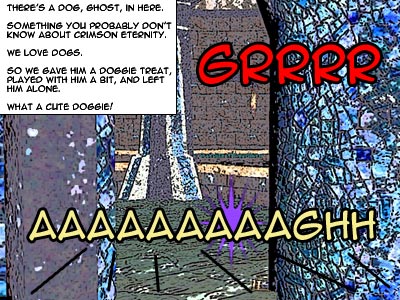 THERE'S A DOG, GHOST, IN HERE.
SOMETHING YOU PROBABLY DON'T
KNOW ABOUT CRIMSON ETERNITY.
WE LOVE DOGS.
SO WE GAVE HIM A DOGGIE TREAT,
PLAYED WITH HIM A BIT, AND LEFT
HIM ALONE.
WHAT A CUTE DOGGIE!
GRRRR
AAAAAAAAAGHH